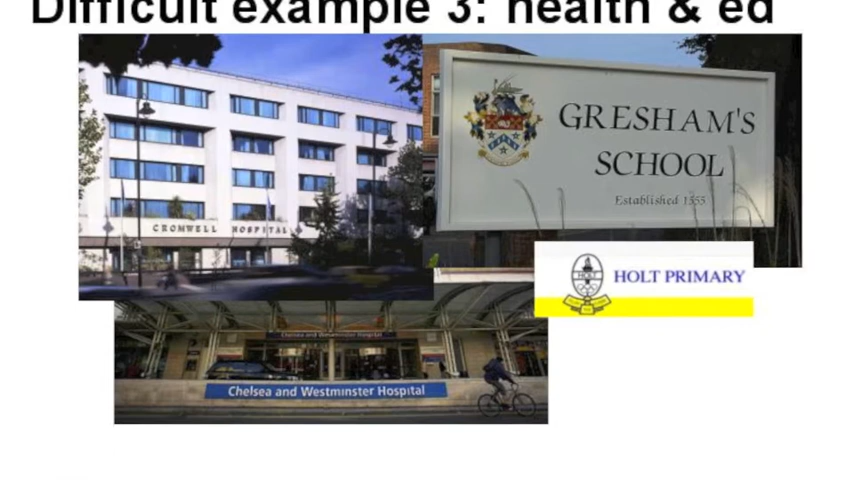 Difficult example 3: health & ed
CROMWELL HOSPITAL
GRESHAM'S
SCHOOL
Established 1555
HOLT
HOLT PRIMARY
Chelsea and Westminster Hospital
Chelsea and Westminster Hospital